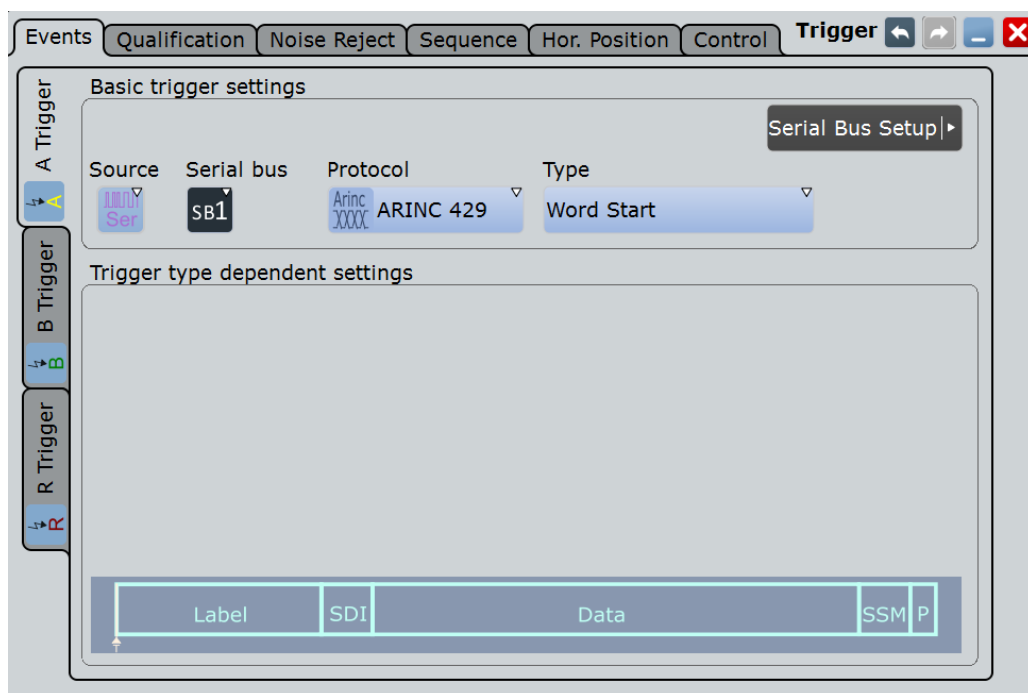 Events Qualification Noise Reject Sequence Hor. Position Control Trigger
A Trigger
A
B Trigger
B
R Trigger
R
Basic trigger settings
Serial Bus Setup
Source Serial bus Protocol Type
Ser SB1 Arinc XXXX ARINC 429 Word Start
Trigger type dependent settings
Label SDI Data SSM P